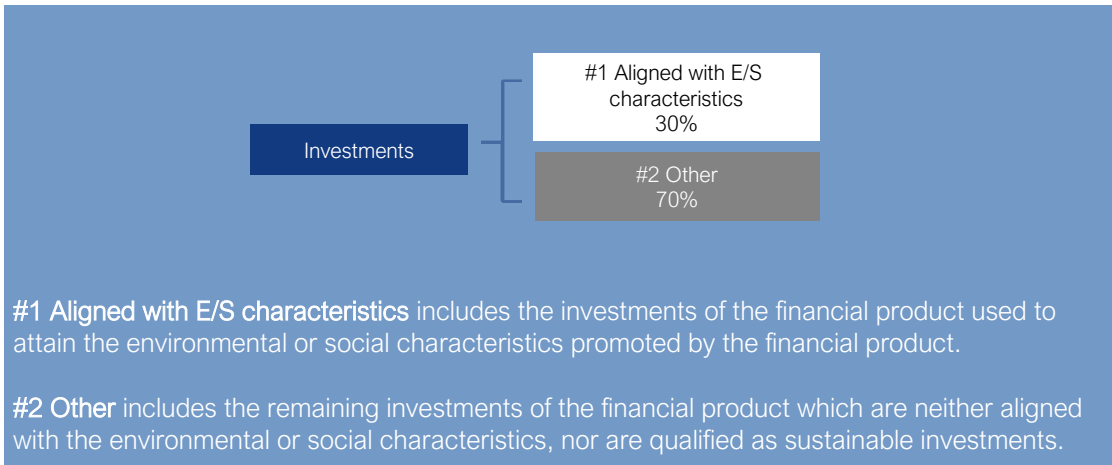 #1 Aligned with E/S
characteristics
30%
Investments
#2 Other
70%
#1 Aligned with E/S characteristics includes the investments of the financial product used to
attain the environmental or social characteristics promoted by the financial product.
#2 Other includes the remaining investments of the financial product which are neither aligned
with the environmental or social characteristics, nor are qualified as sustainable investments.